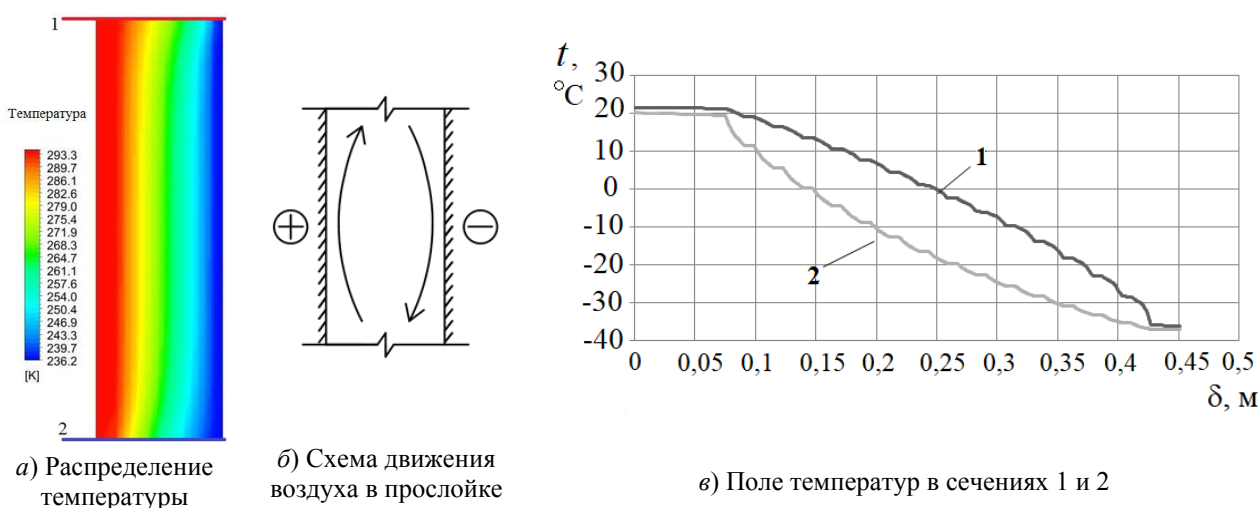 1
Температура
293.3
289.7
286.1
282.6
279.0
275.4
271.9
268.3
264.7
261.1
257.6
254.0
250.4
246.9
243.3
239.7
236.2
[K]
2
а) Распределение
температуры
+
−
б) Схема движения
воздуха в прослойке
t,
°C
30
20
10
0
-10
-20
-30
-40
1
2
0 0,05 0,1 0,15 0,2 0,25 0,3 0,35 0,4 0,45 0,5
δ, м
в) Поле температур в сечениях 1 и 2